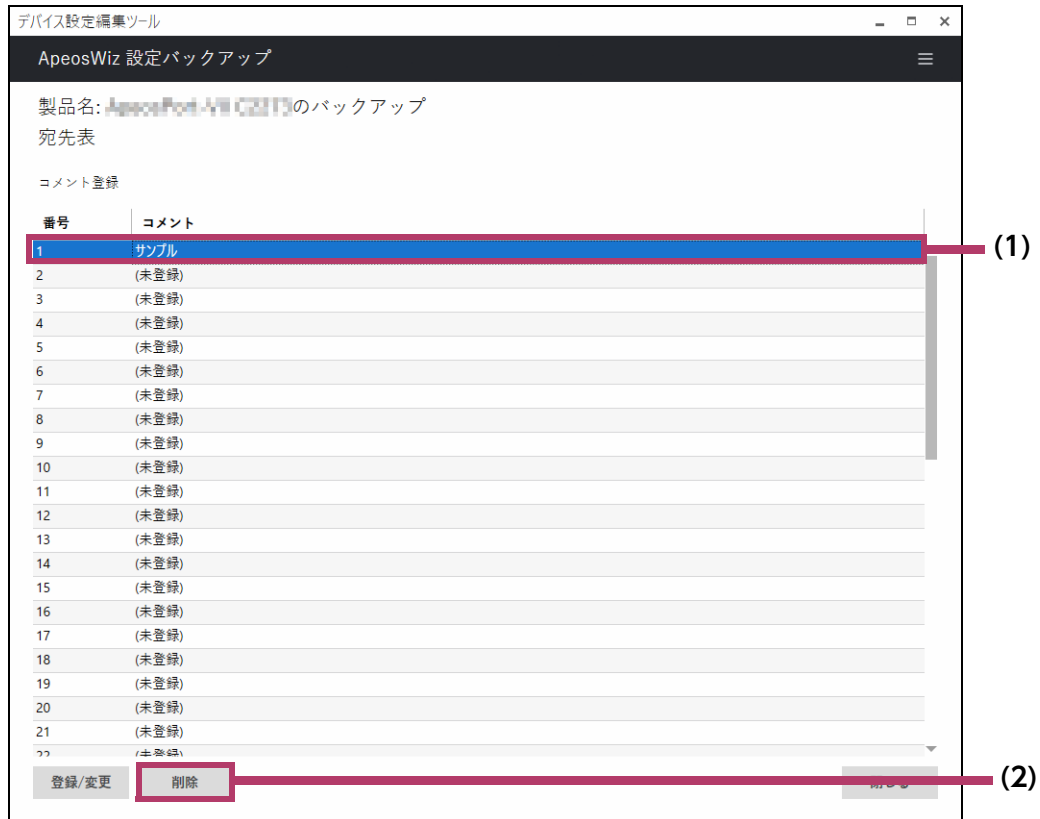 デバイス設定編集ツール
ApeosWiz 設定バックアップ
製品名: のバックアップ
宛先表
コメント登録
番号 コメント
1 サンプル (1)
2 (未登録)
3 (未登録)
4 (未登録)
5 (未登録)
6 (未登録)
7 (未登録)
8 (未登録)
9 (未登録)
10 (未登録)
11 (未登録)
12 (未登録)
13 (未登録)
14 (未登録)
15 (未登録)
16 (未登録)
17 (未登録)
18 (未登録)
19 (未登録)
20 (未登録)
21 (未登録)
22 (未登録)
登録/変更 削除 (2)